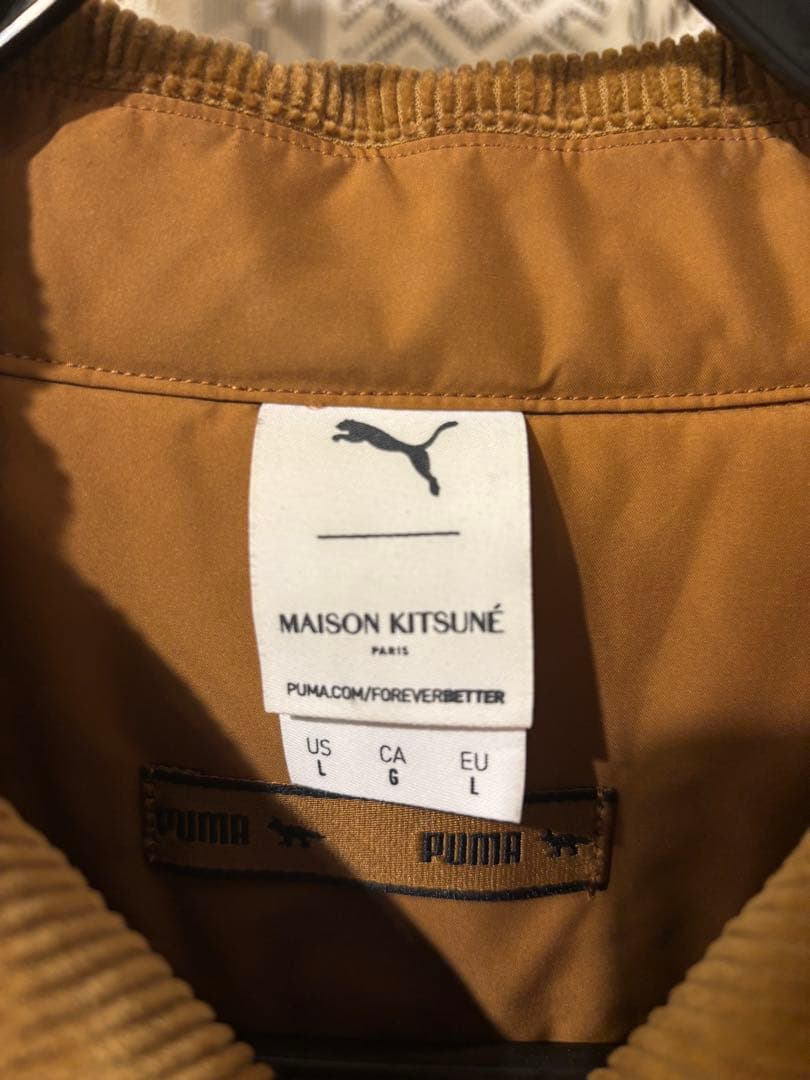 MAISON KITSUNÉ
PARIS
PUMA.COM/FOREVERBETTER
US CA EU
L G L
PUMA PUMA